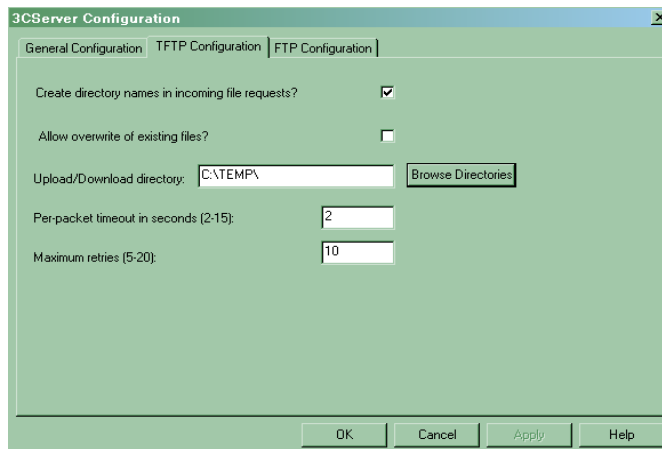 3CServer Configuration
General Configuration TFTP Configuration FTP Configuration
Create directory names in incoming file requests?
Allow overwrite of existing files?
Upload/Download directory: C:\TEMP\ Browse Directories
Per-packet timeout in seconds (2-15): 2
Maximum retries (5-20): 10
OK Cancel Apply Help